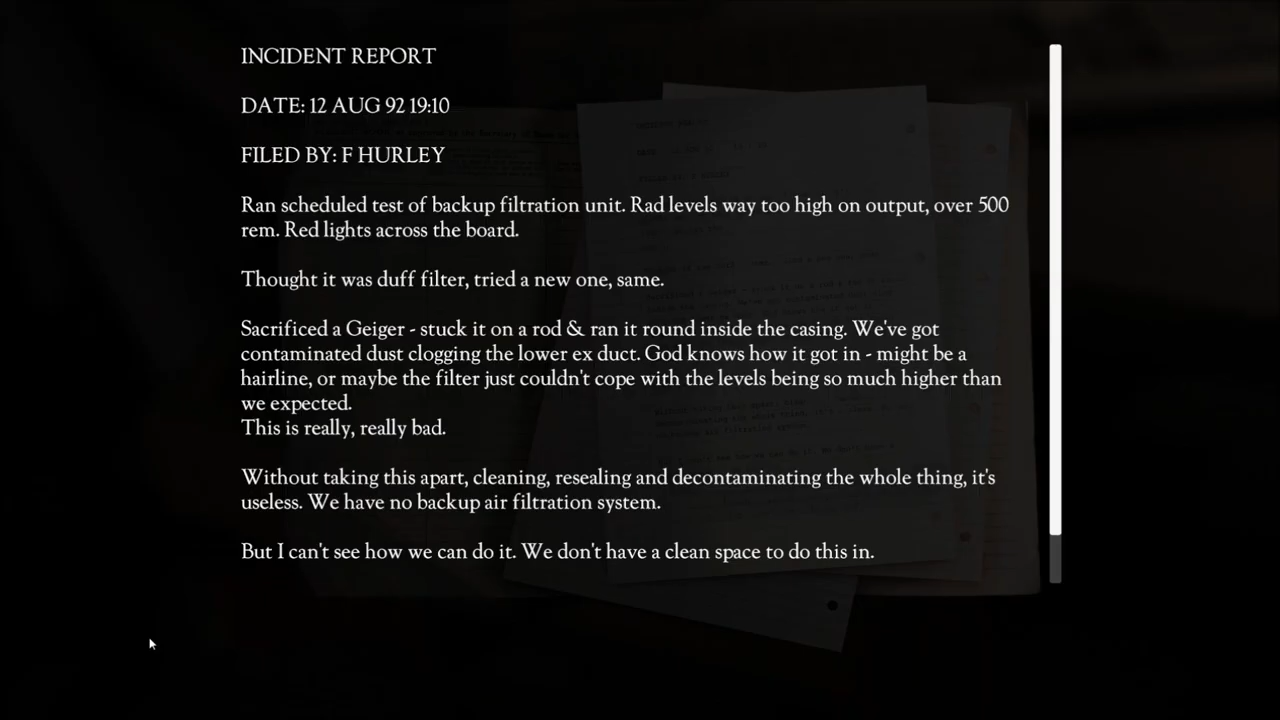 INCIDENT REPORT
DATE: 12 AUG 92 19:10
FILED BY: F HURLEY
Ran scheduled test of backup filtration unit. Rad levels way too high on output, over 500
rem. Red lights across the board.
Thought it was duff filter, tried a new one, same.
Sacrificed a Geiger - stuck it on a rod & ran it round inside the casing. We've got
contaminated dust clogging the lower ex duct. God knows how it got in - might be a
hairline, or maybe the filter just couldn't cope with the levels being so much higher than
we expected.
This is really, really bad.
Without taking this apart, cleaning, resealing and decontaminating the whole thing, it's
useless. We have no backup air filtration system.
But I can't see how we can do it. We don't have a clean space to do this in.